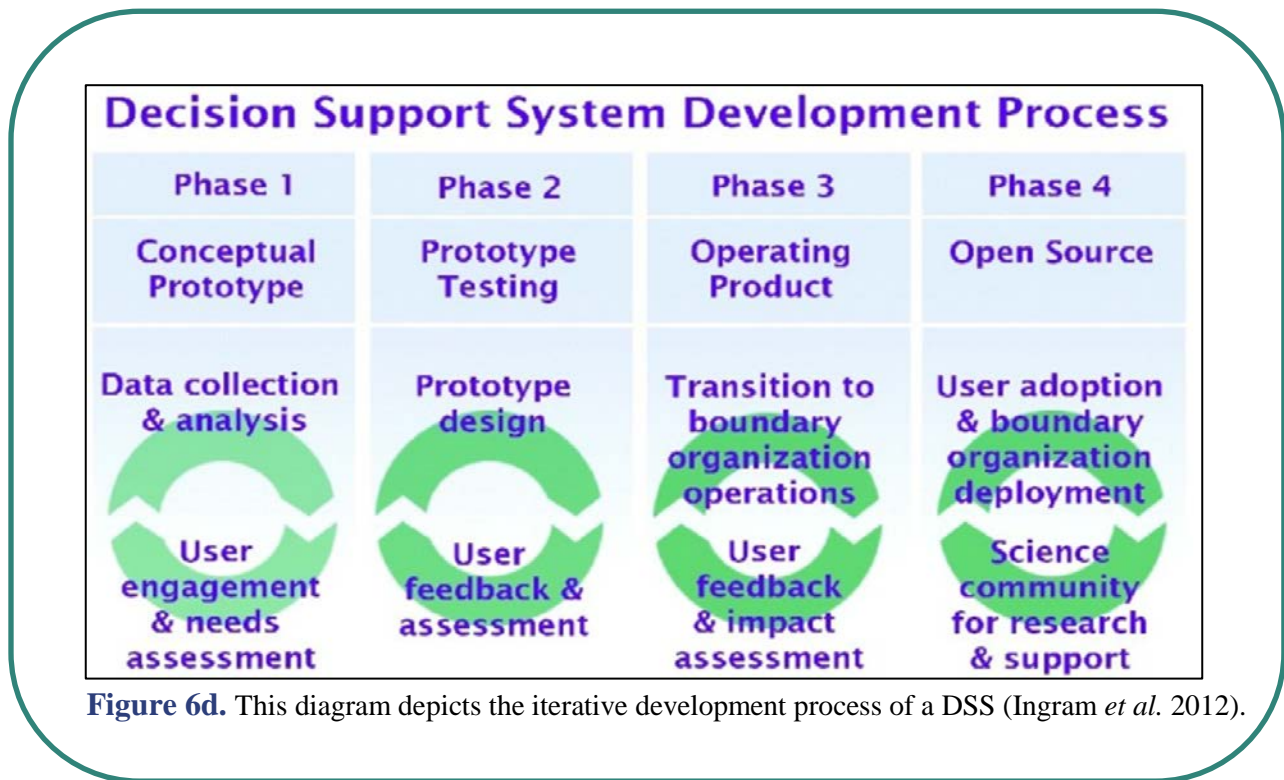 Decision Support System Development Process
Phase 1
Conceptual
Prototype
Data collection
& analysis
User
engagement
& needs
assessment
Phase 2
Prototype
Testing
Prototype
design
User
feedback &
assessment
Phase 3
Operating
Product
Transition to
boundary
organization
operations
User
feedback
& impact
assessment
Phase 4
Open Source
User adoption
& boundary
organization
deployment
Science
community
for research
& support
Figure 6d. This diagram depicts the iterative development process of a DSS (Ingram et al. 2012).